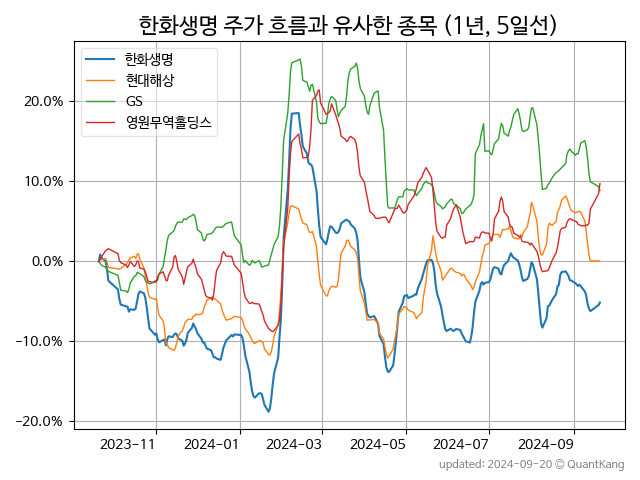 한화생명 주가 흐름과 유사한 종목 (1년, 5일선)
한화생명
현대해상
GS
영원무역홀딩스
20.0%
10.0%
0.0%
−10.0%
−20.0%
2023-11 2024-01 2024-03 2024-05 2024-07 2024-09
updated: 2024-09-20 © QuantKang